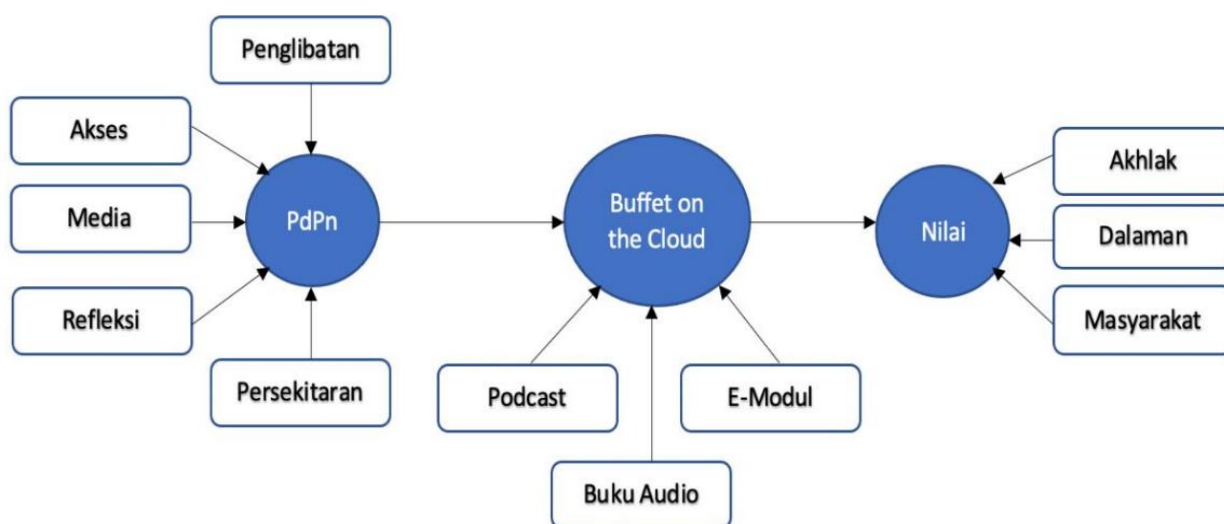 Penglibatan
Akses
Media
Refleksi
Persekitaran
PdPn
Buffet on
the Cloud
Podcast
Buku Audio
E-Modul
Nilai
Akhlak
Dalaman
Masyarakat